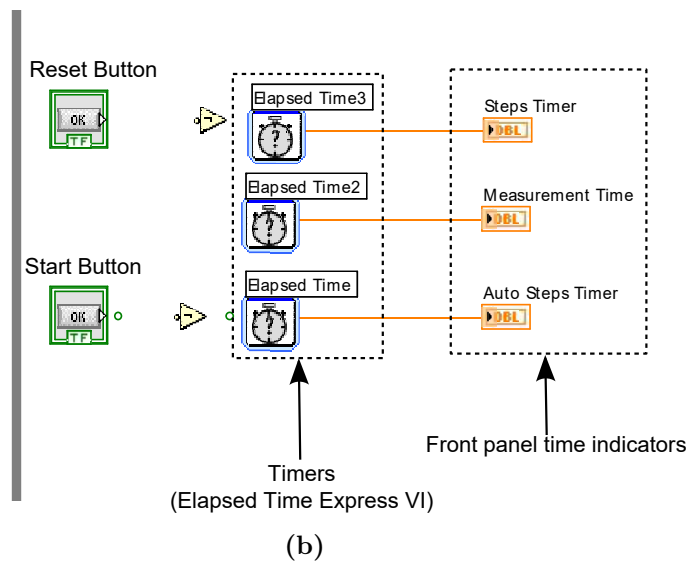 Reset Button
OK
TF
Elapsed Time3
?
Steps Timer
DBL
Elapsed Time2
?
Measurement Time
DBL
Start Button
OK
TF
Elapsed Time
?
Auto Steps Timer
DBL
Front panel time indicators
Timers
(Elapsed Time Express VI)
(b)